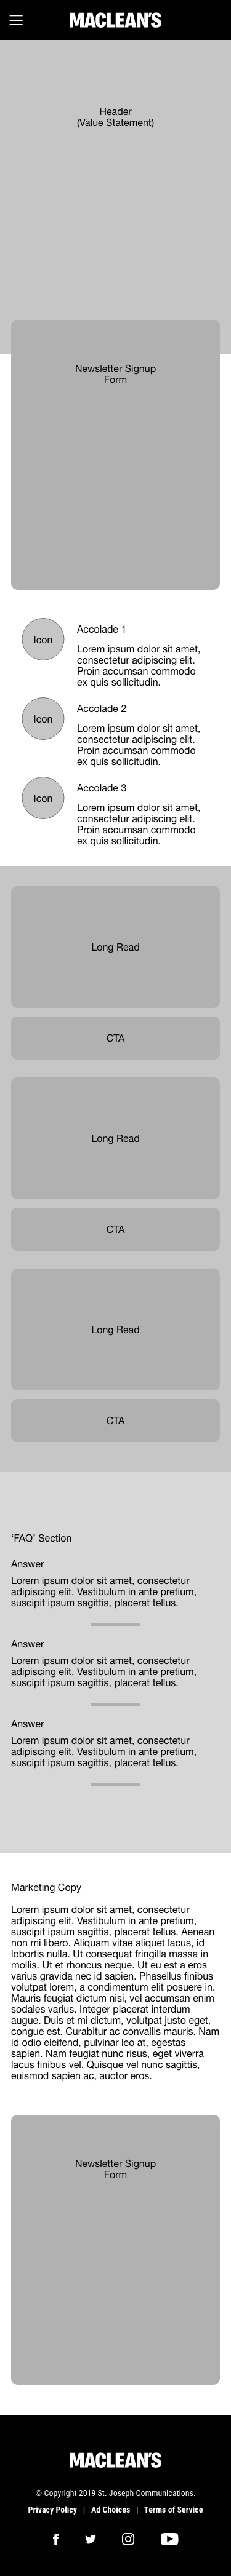 MACLEAN'S
Header
(Value Statement)
Newsletter Signup
Form
Icon
Accolade 1
Lorem ipsum dolor sit amet,
consectetur adipiscing elit.
Proin accumsan commodo
ex quis sollicitudin.
Icon
Accolade 2
Lorem ipsum dolor sit amet,
consectetur adipiscing elit.
Proin accumsan commodo
ex quis sollicitudin.
Icon
Accolade 3
Lorem ipsum dolor sit amet,
consectetur adipiscing elit.
Proin accumsan commodo
ex quis sollicitudin.
Long Read
CTA
Long Read
CTA
Long Read
CTA
‘FAQ’ Section
Answer
Lorem ipsum dolor sit amet, consectetur
adipiscing elit. Vestibulum in ante pretium,
suscipit ipsum sagittis, placerat tellus.
Answer
Lorem ipsum dolor sit amet, consectetur
adipiscing elit. Vestibulum in ante pretium,
suscipit ipsum sagittis, placerat tellus.
Answer
Lorem ipsum dolor sit amet, consectetur
adipiscing elit. Vestibulum in ante pretium,
suscipit ipsum sagittis, placerat tellus.
Marketing Copy
Lorem ipsum dolor sit amet, consectetur
adipiscing elit. Vestibulum in ante pretium,
suscipit ipsum sagittis, placerat tellus. Aenean
non mi libero. Aliquam vitae aliquet lacus, id
lobortis nulla. Ut consequat fringilla massa in
mollis. Ut et rhoncus neque. Ut eu est a eros
varius gravida nec id sapien. Phasellus finibus
volutpat lorem, a condimentum elit posuere in.
Mauris feugiat dictum nisi, vel accumsan enim
sodales varius. Integer placerat interdum
augue. Duis et mi dictum, volutpat justo eget,
congue est. Curabitur ac convallis mauris. Nam
id odio eleifend, pulvinar leo at, egestas
sapien. Nam feugiat nunc risus, eget viverra
lacus finibus vel. Quisque vel nunc sagittis,
euismod sapien ac, auctor eros.
Newsletter Signup
Form
MACLEAN'S
© Copyright 2019 St. Joseph Communications.
Privacy Policy | Ad Choices | Terms of Service